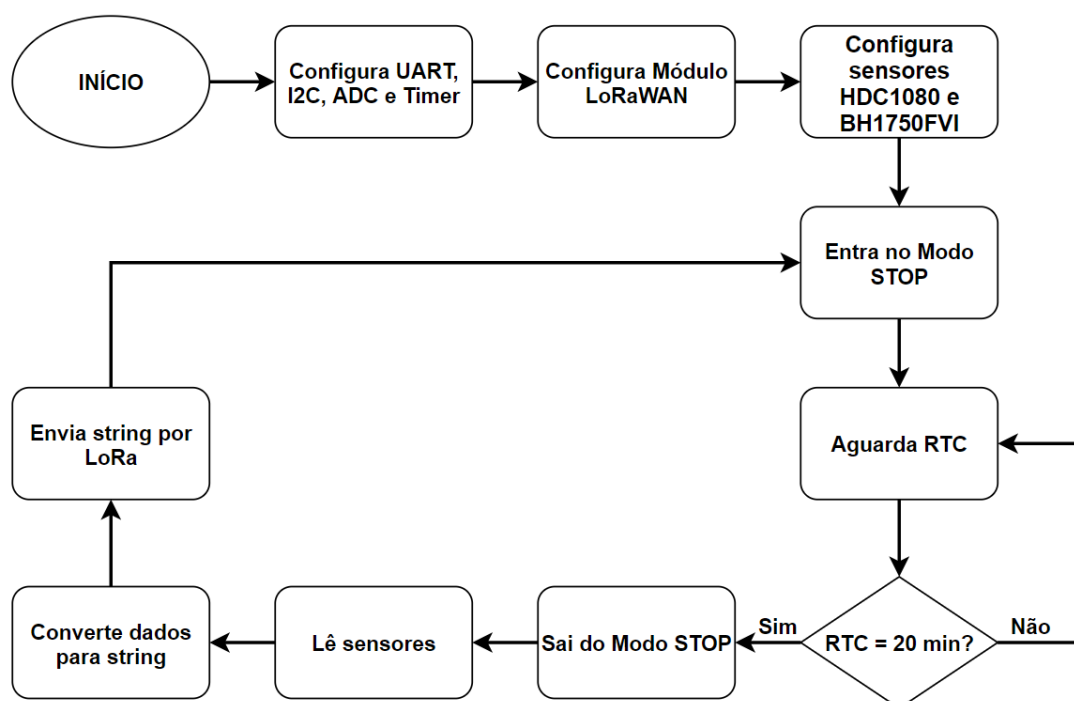 INÍCIO
Configura UART,
I2C, ADC e Timer
Configura Módulo
LoRaWAN
Configura
sensores
HDC1080 e
BH1750FVI
Entra no Modo
STOP
Aguarda RTC
RTC = 20 min?
Não
Sim
Sai do Modo STOP
Lê sensores
Converte dados
para string
Envia string por
LoRa